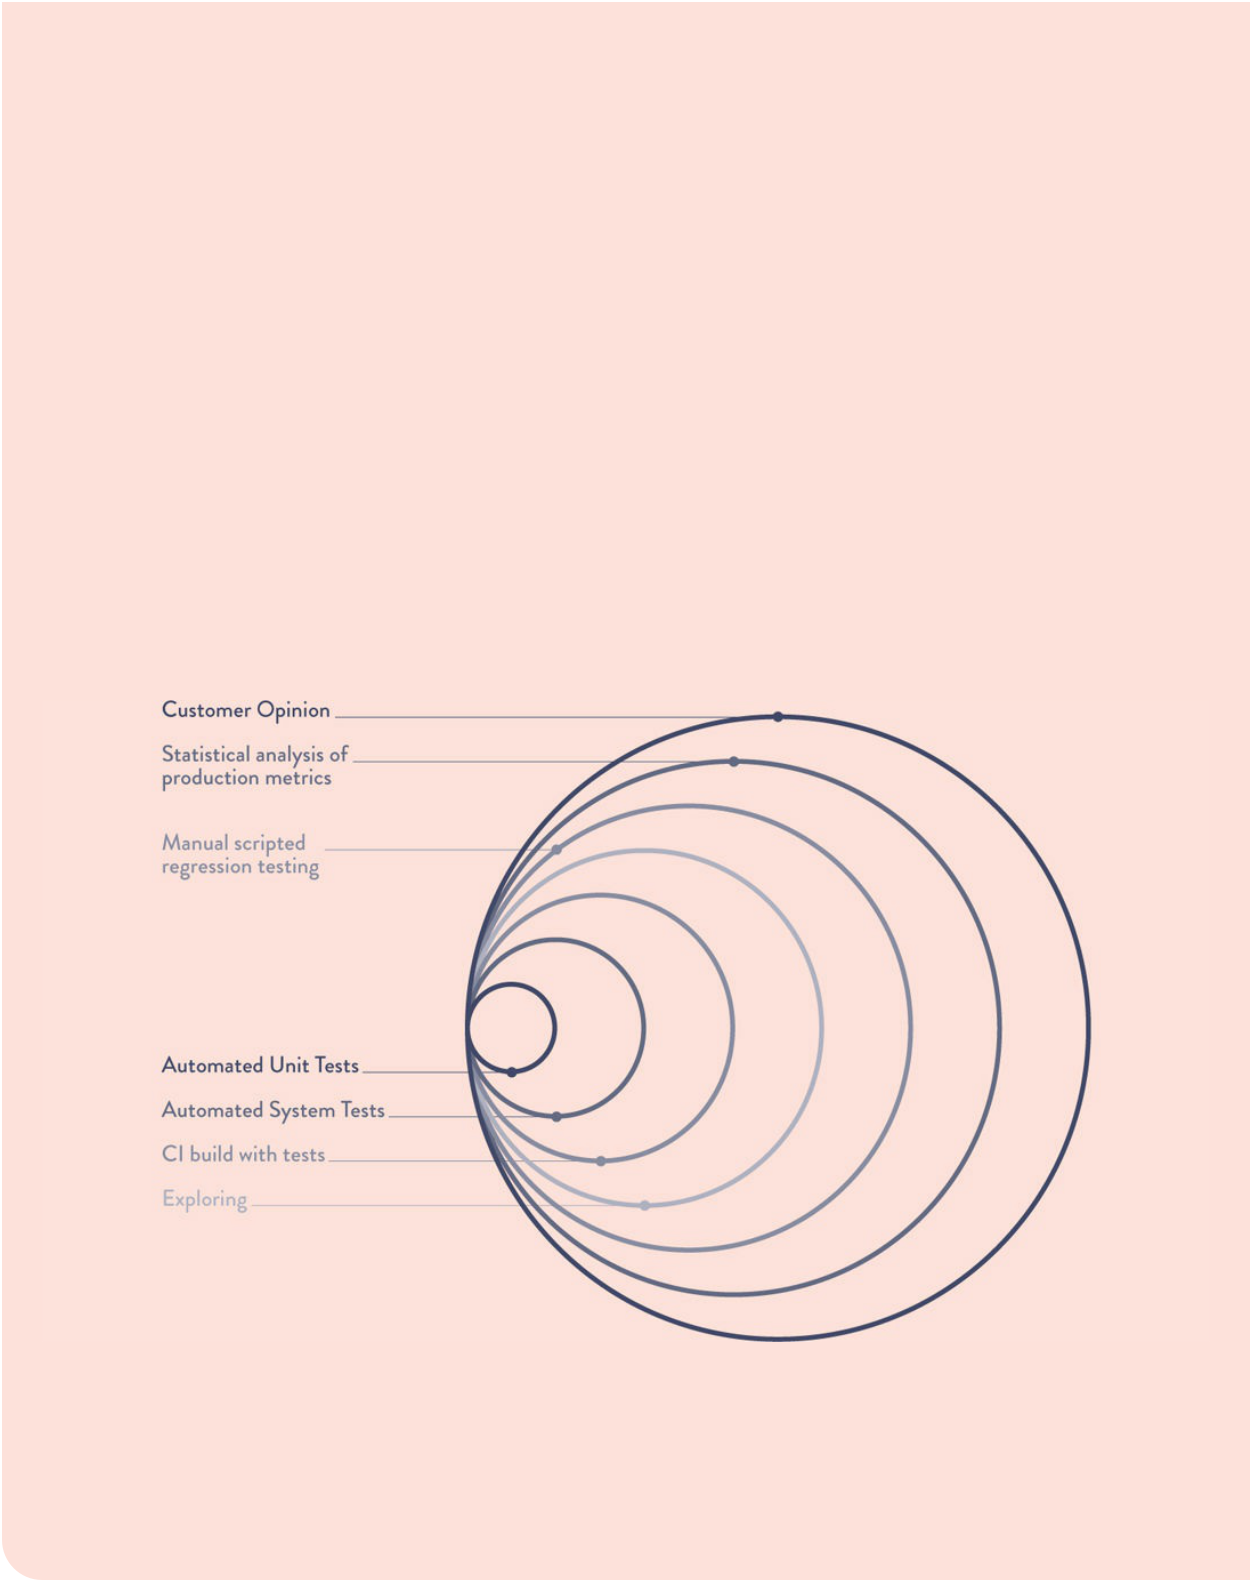 Customer Opinion
Statistical analysis of
production metrics
Manual scripted
regression testing
Automated Unit Tests
Automated System Tests
CI build with tests
Exploring